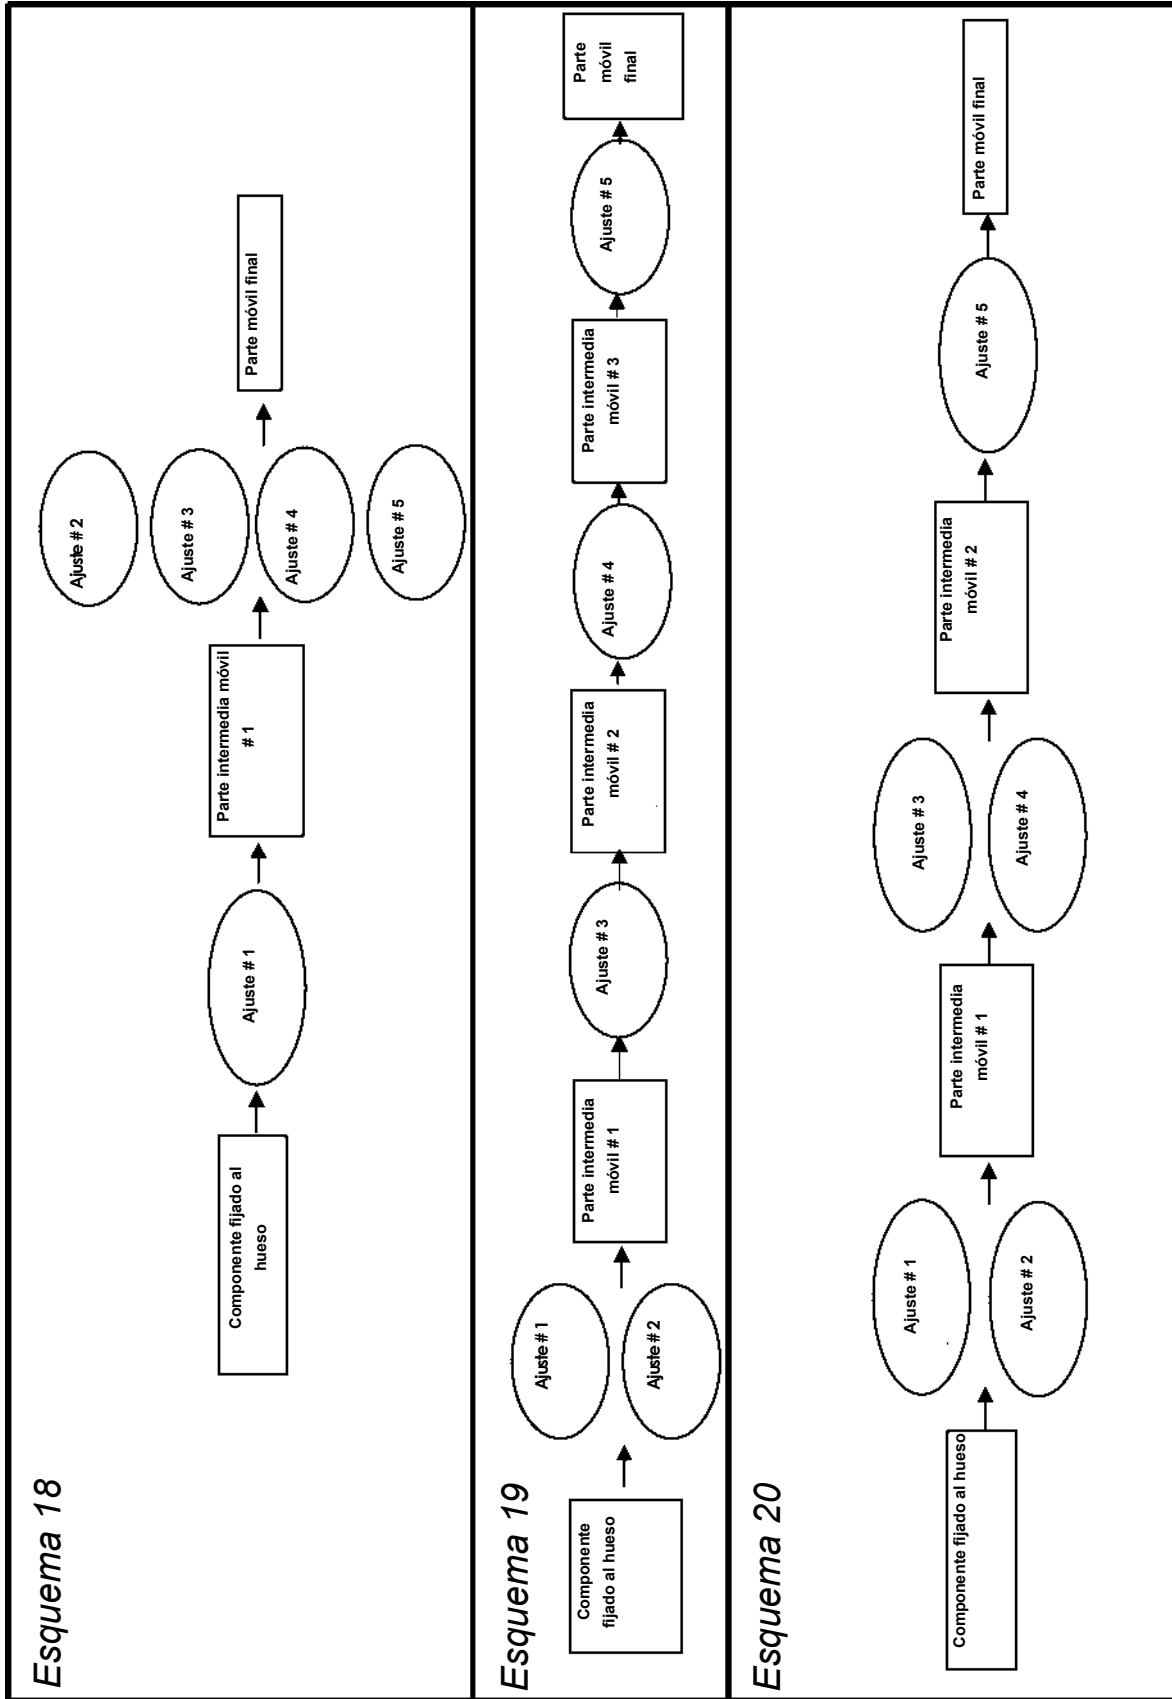 Esquema 18
Componente fijado al
hueso
Ajuste # 1
Parte intermedia móvil
# 1
Ajuste # 2
Ajuste # 3
Ajuste # 4
Ajuste # 5
Parte móvil final
Esquema 19
Componente
fijado al hueso
Ajuste # 1
Ajuste # 2
Parte intermedia
móvil # 1
Ajuste # 3
Parte intermedia
móvil # 2
Ajuste # 4
Parte intermedia
móvil # 3
Ajuste # 5
Parte
móvil
final
Esquema 20
Componente fijado al hueso
Ajuste # 1
Ajuste # 2
Parte intermedia
móvil # 1
Ajuste # 3
Ajuste # 4
Parte intermedia
móvil # 2
Ajuste # 5
Parte móvil final